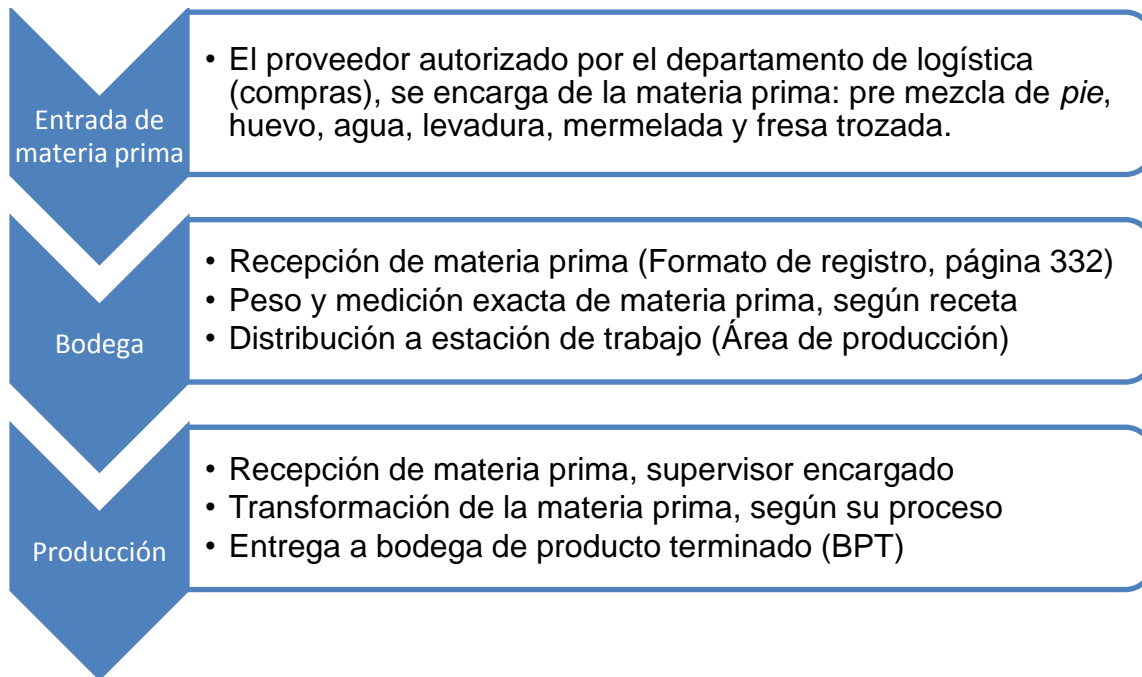 Entrada de
materia prima
• El proveedor autorizado por el departamento de logística
(compras), se encarga de la materia prima: pre mezcla de pie,
huevo, agua, levadura, mermelada y fresa trozada.
Bodega
• Recepción de materia prima (Formato de registro, página 332)
• Peso y medición exacta de materia prima, según receta
• Distribución a estación de trabajo (Área de producción)
Producción
• Recepción de materia prima, supervisor encargado
• Transformación de la materia prima, según su proceso
• Entrega a bodega de producto terminado (BPT)